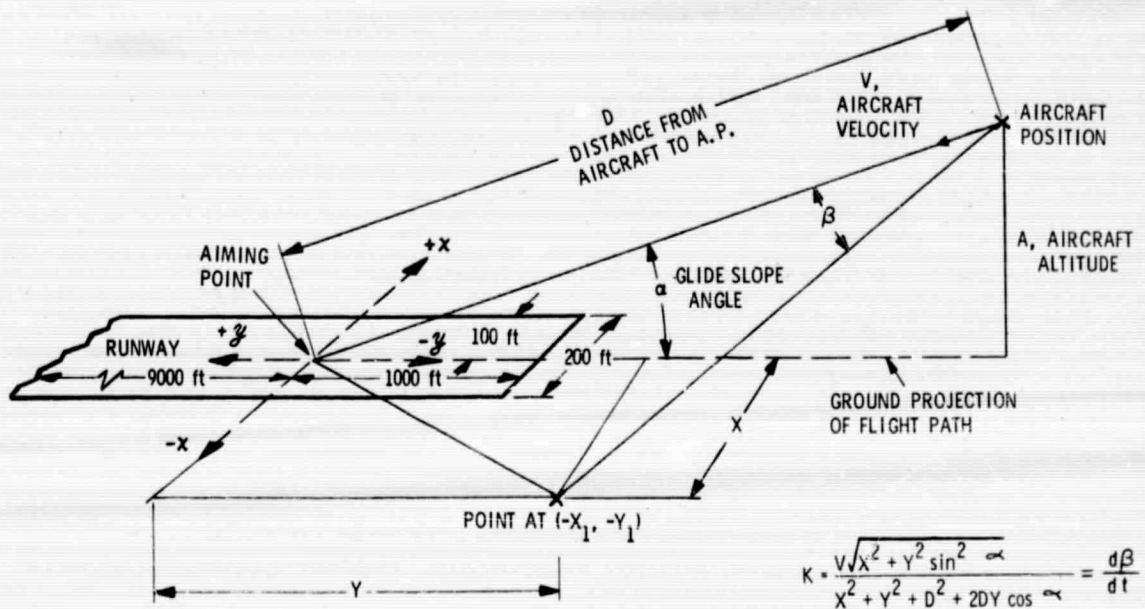 V,
AIRCRAFT
VELOCITY
AIRCRAFT
POSITION
D
DISTANCE FROM
AIRCRAFT TO A.P.
β
+x
AIMING
POINT
A, AIRCRAFT
ALTITUDE
GLIDE SLOPE
ANGLE
α
+y
-y
100 ft
200 ft
RUNWAY
9000 ft
1000 ft
GROUND PROJECTION
OF FLIGHT PATH
X
-x
POINT AT (-X₁, -Y₁)
Y
K = V√X² + Y² sin² α / X² + Y² + D² + 2DY cos α = dβ / dt